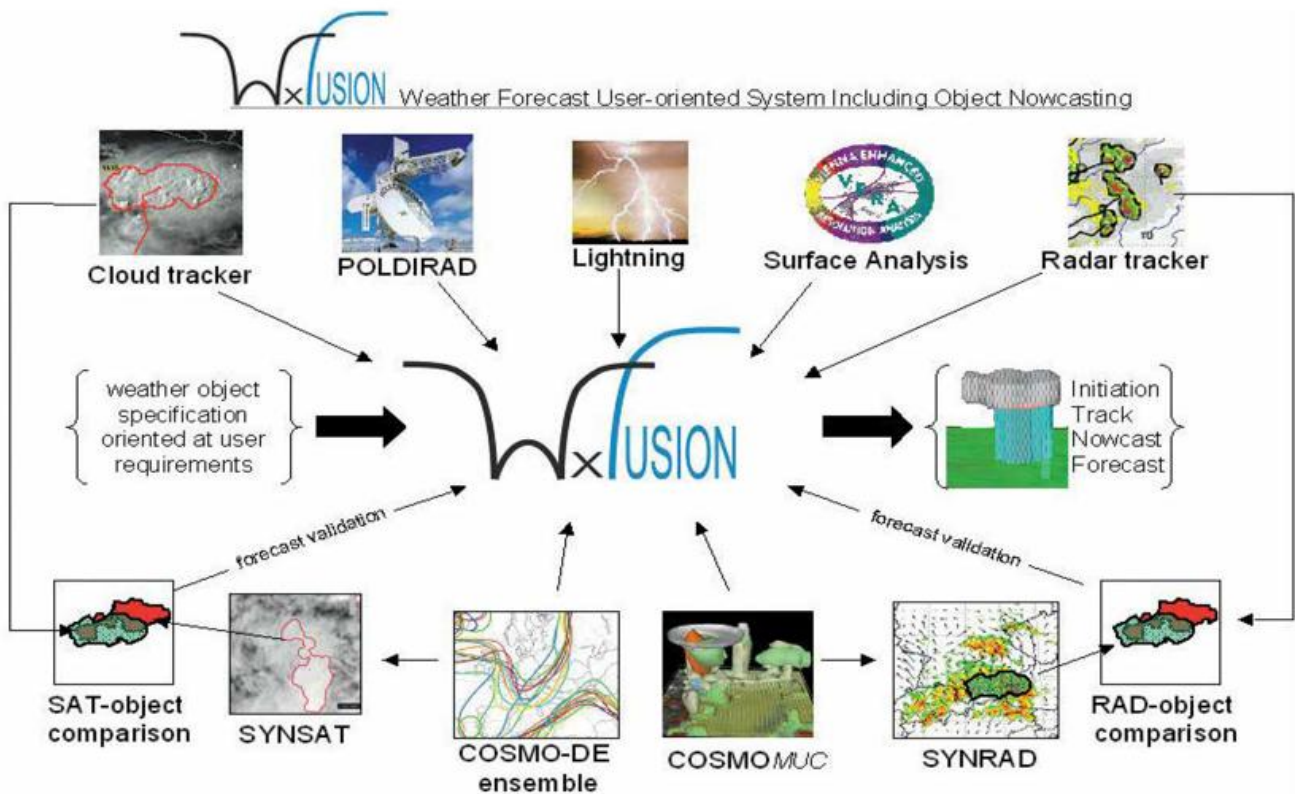 WxfUSION Weather Forecast User-oriented System Including Object Nowcasting
Cloud tracker
POLDIRAD
Lightning
VIENNA ENHANCED
VERA
RESOLUTION ANALYSIS
Surface Analysis
Radar tracker
weather object
specification
oriented at user
requirements
WxfUSION
Initiation
Track
Nowcast
Forecast
forecast validation
forecast validation
SAT-object
comparison
SYNSAT
COSMO-DE
ensemble
COSMOMUC
SYNRAD
RAD-object
comparison